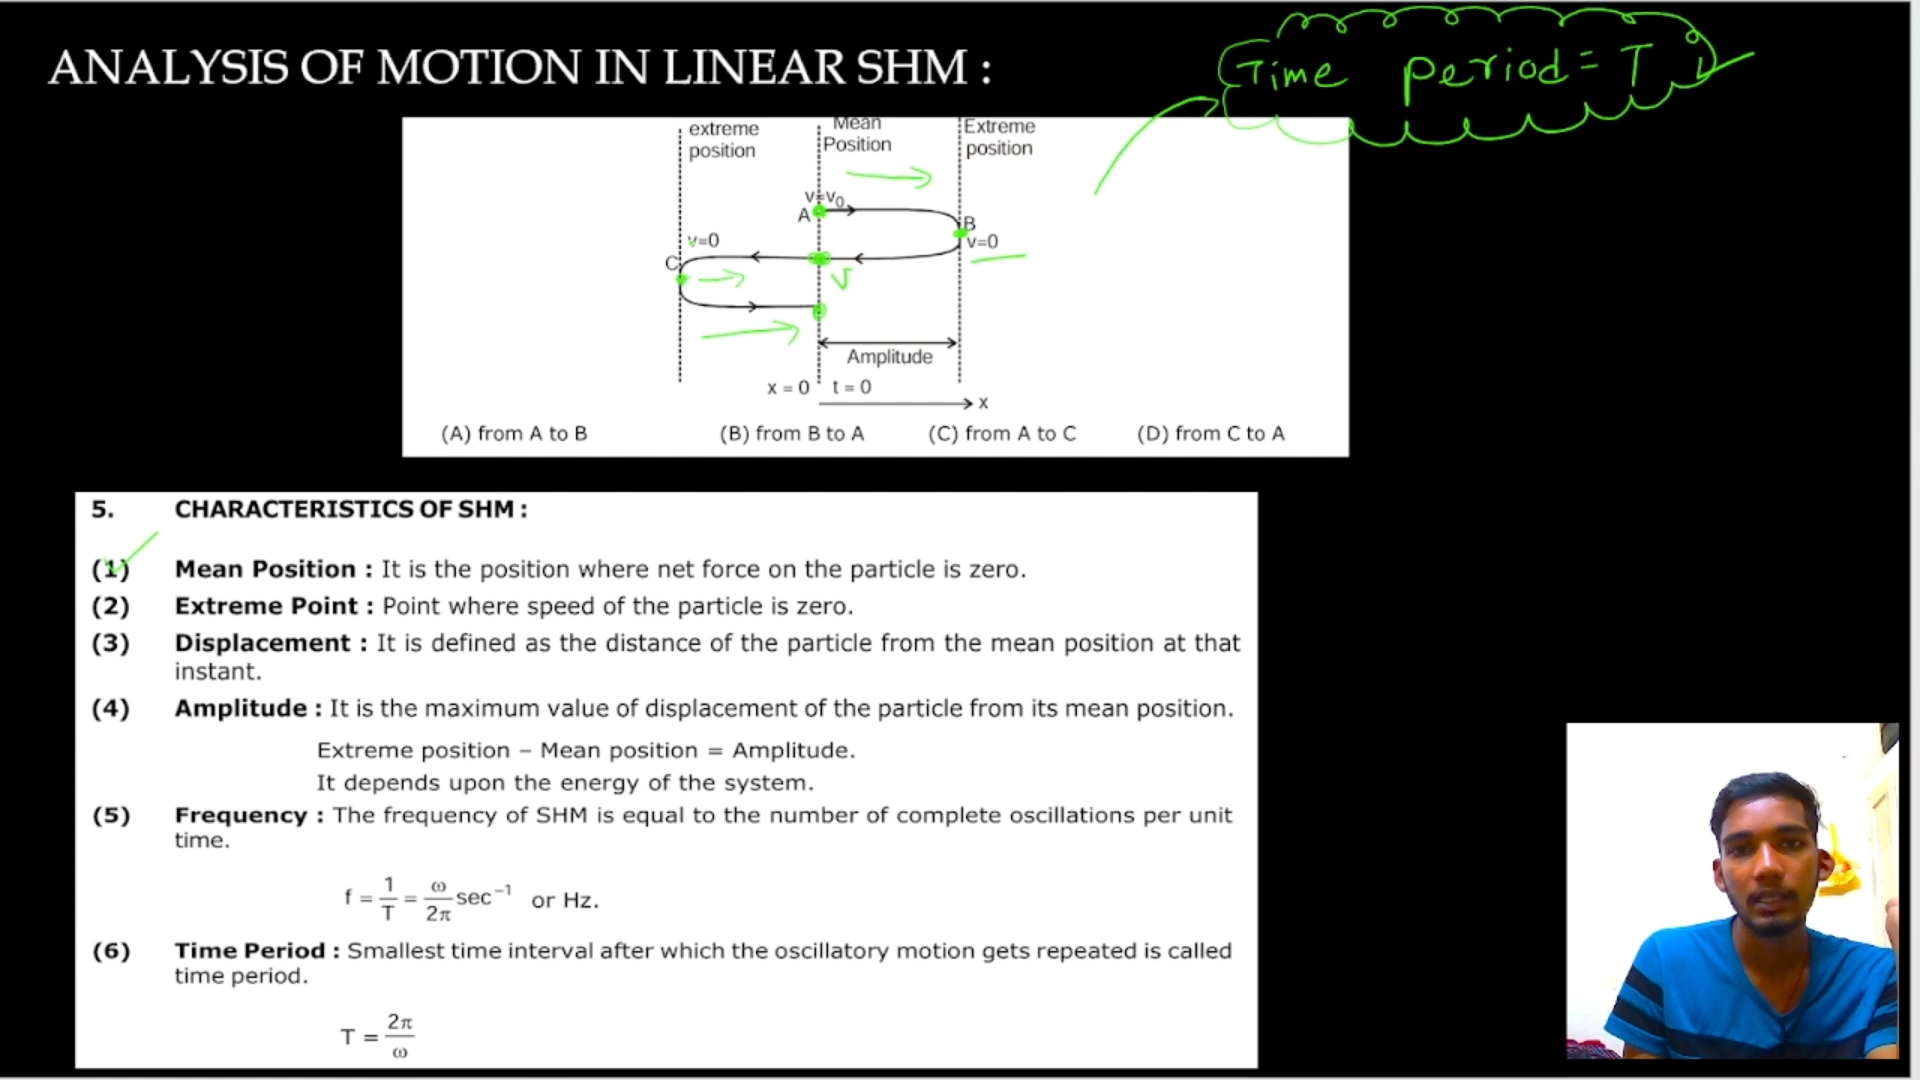 ANALYSIS OF MOTION IN LINEAR SHM :
Time period = T
extreme
position
Mean
Position
Extreme
position
v=v₀
A
B
v=0
v=0
C
v
Amplitude
x = 0 t = 0
x
(A) from A to B (B) from B to A (C) from A to C (D) from C to A
5. CHARACTERISTICS OF SHM :
(1) Mean Position : It is the position where net force on the particle is zero.
(2) Extreme Point : Point where speed of the particle is zero.
(3) Displacement : It is defined as the distance of the particle from the mean position at that
instant.
(4) Amplitude : It is the maximum value of displacement of the particle from its mean position.
Extreme position – Mean position = Amplitude.
It depends upon the energy of the system.
(5) Frequency : The frequency of SHM is equal to the number of complete oscillations per unit
time.
f = 1/T = ω/2π sec⁻¹ or Hz.
(6) Time Period : Smallest time interval after which the oscillatory motion gets repeated is called
time period.
T = 2π/ω